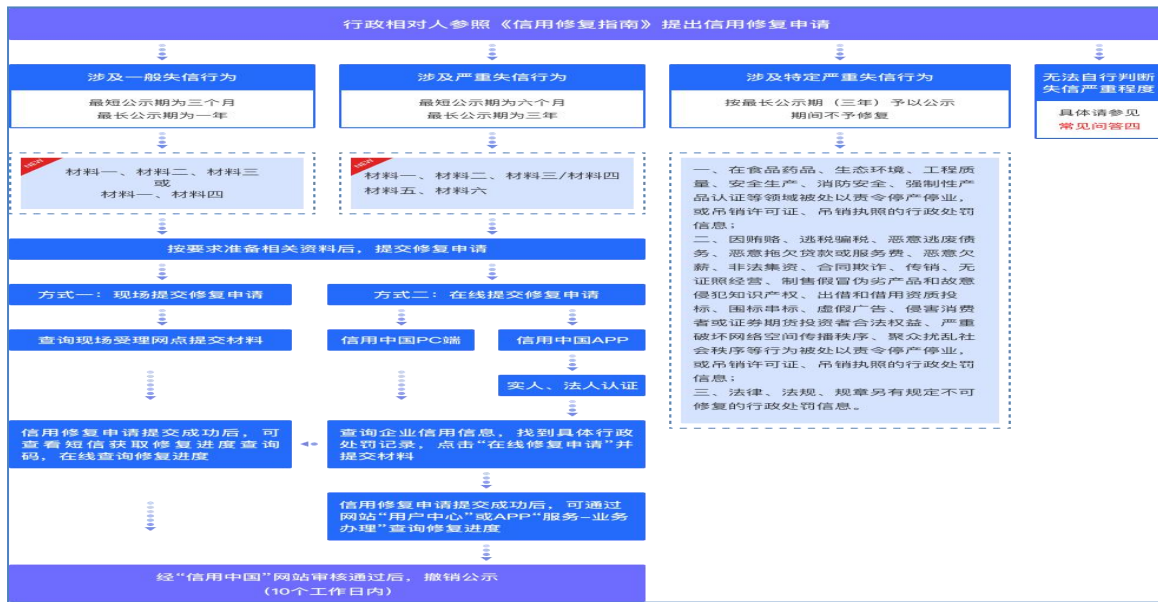 行政相对人参照《信用修复指南》提出信用修复申请
涉及一般失信行为
最短公示期为三个月
最长公示期为一年
涉及严重失信行为
最短公示期为六个月
最长公示期为三年
涉及特定严重失信行为
按最长公示期（三年）予以公示
期间不予修复
无法自行判断
失信严重程度
具体请参见
常见问答四
NEW
材料一、材料二、材料三
或
材料一、材料四
NEW
材料一、材料二、材料三/材料四
材料五、材料六
一、在食品药品、生态环境、工程质
量、安全生产、消防安全、强制性产
品认证等领域被处以责令停产停业，
或吊销许可证、吊销执照的行政处罚
信息；
二、因贿赂、逃税骗税、恶意逃废债
务、恶意拖欠货款或服务费、恶意欠
薪、非法集资、合同欺诈、传销、无
证照经营、制售假冒伪劣产品和故意
侵犯知识产权、出借和借用资质投
标、围标串标、虚假广告、侵害消费
者或证券期货投资者合法权益、严重
破坏网络空间传播秩序、聚众扰乱社
会秩序等行为被处以责令停产停业，
或吊销许可证、吊销执照的行政处罚
信息；
三、法律、法规、规章另有规定不可
修复的行政处罚信息。
按要求准备相关资料后，提交修复申请
方式一：现场提交修复申请
方式二：在线提交修复申请
查询现场受理网点提交材料
信用中国PC端
信用中国APP
实人、法人认证
信用修复申请提交成功后，可
查看短信获取修复进度查询
码，在线查询修复进度
查询企业信用信息，找到具体行政
处罚记录，点击“在线修复申请”并
提交材料
信用修复申请提交成功后，可通过
网站“用户中心”或APP“服务-业务
办理”查询修复进度
经“信用中国”网站审核通过后，撤销公示
（10个工作日内）